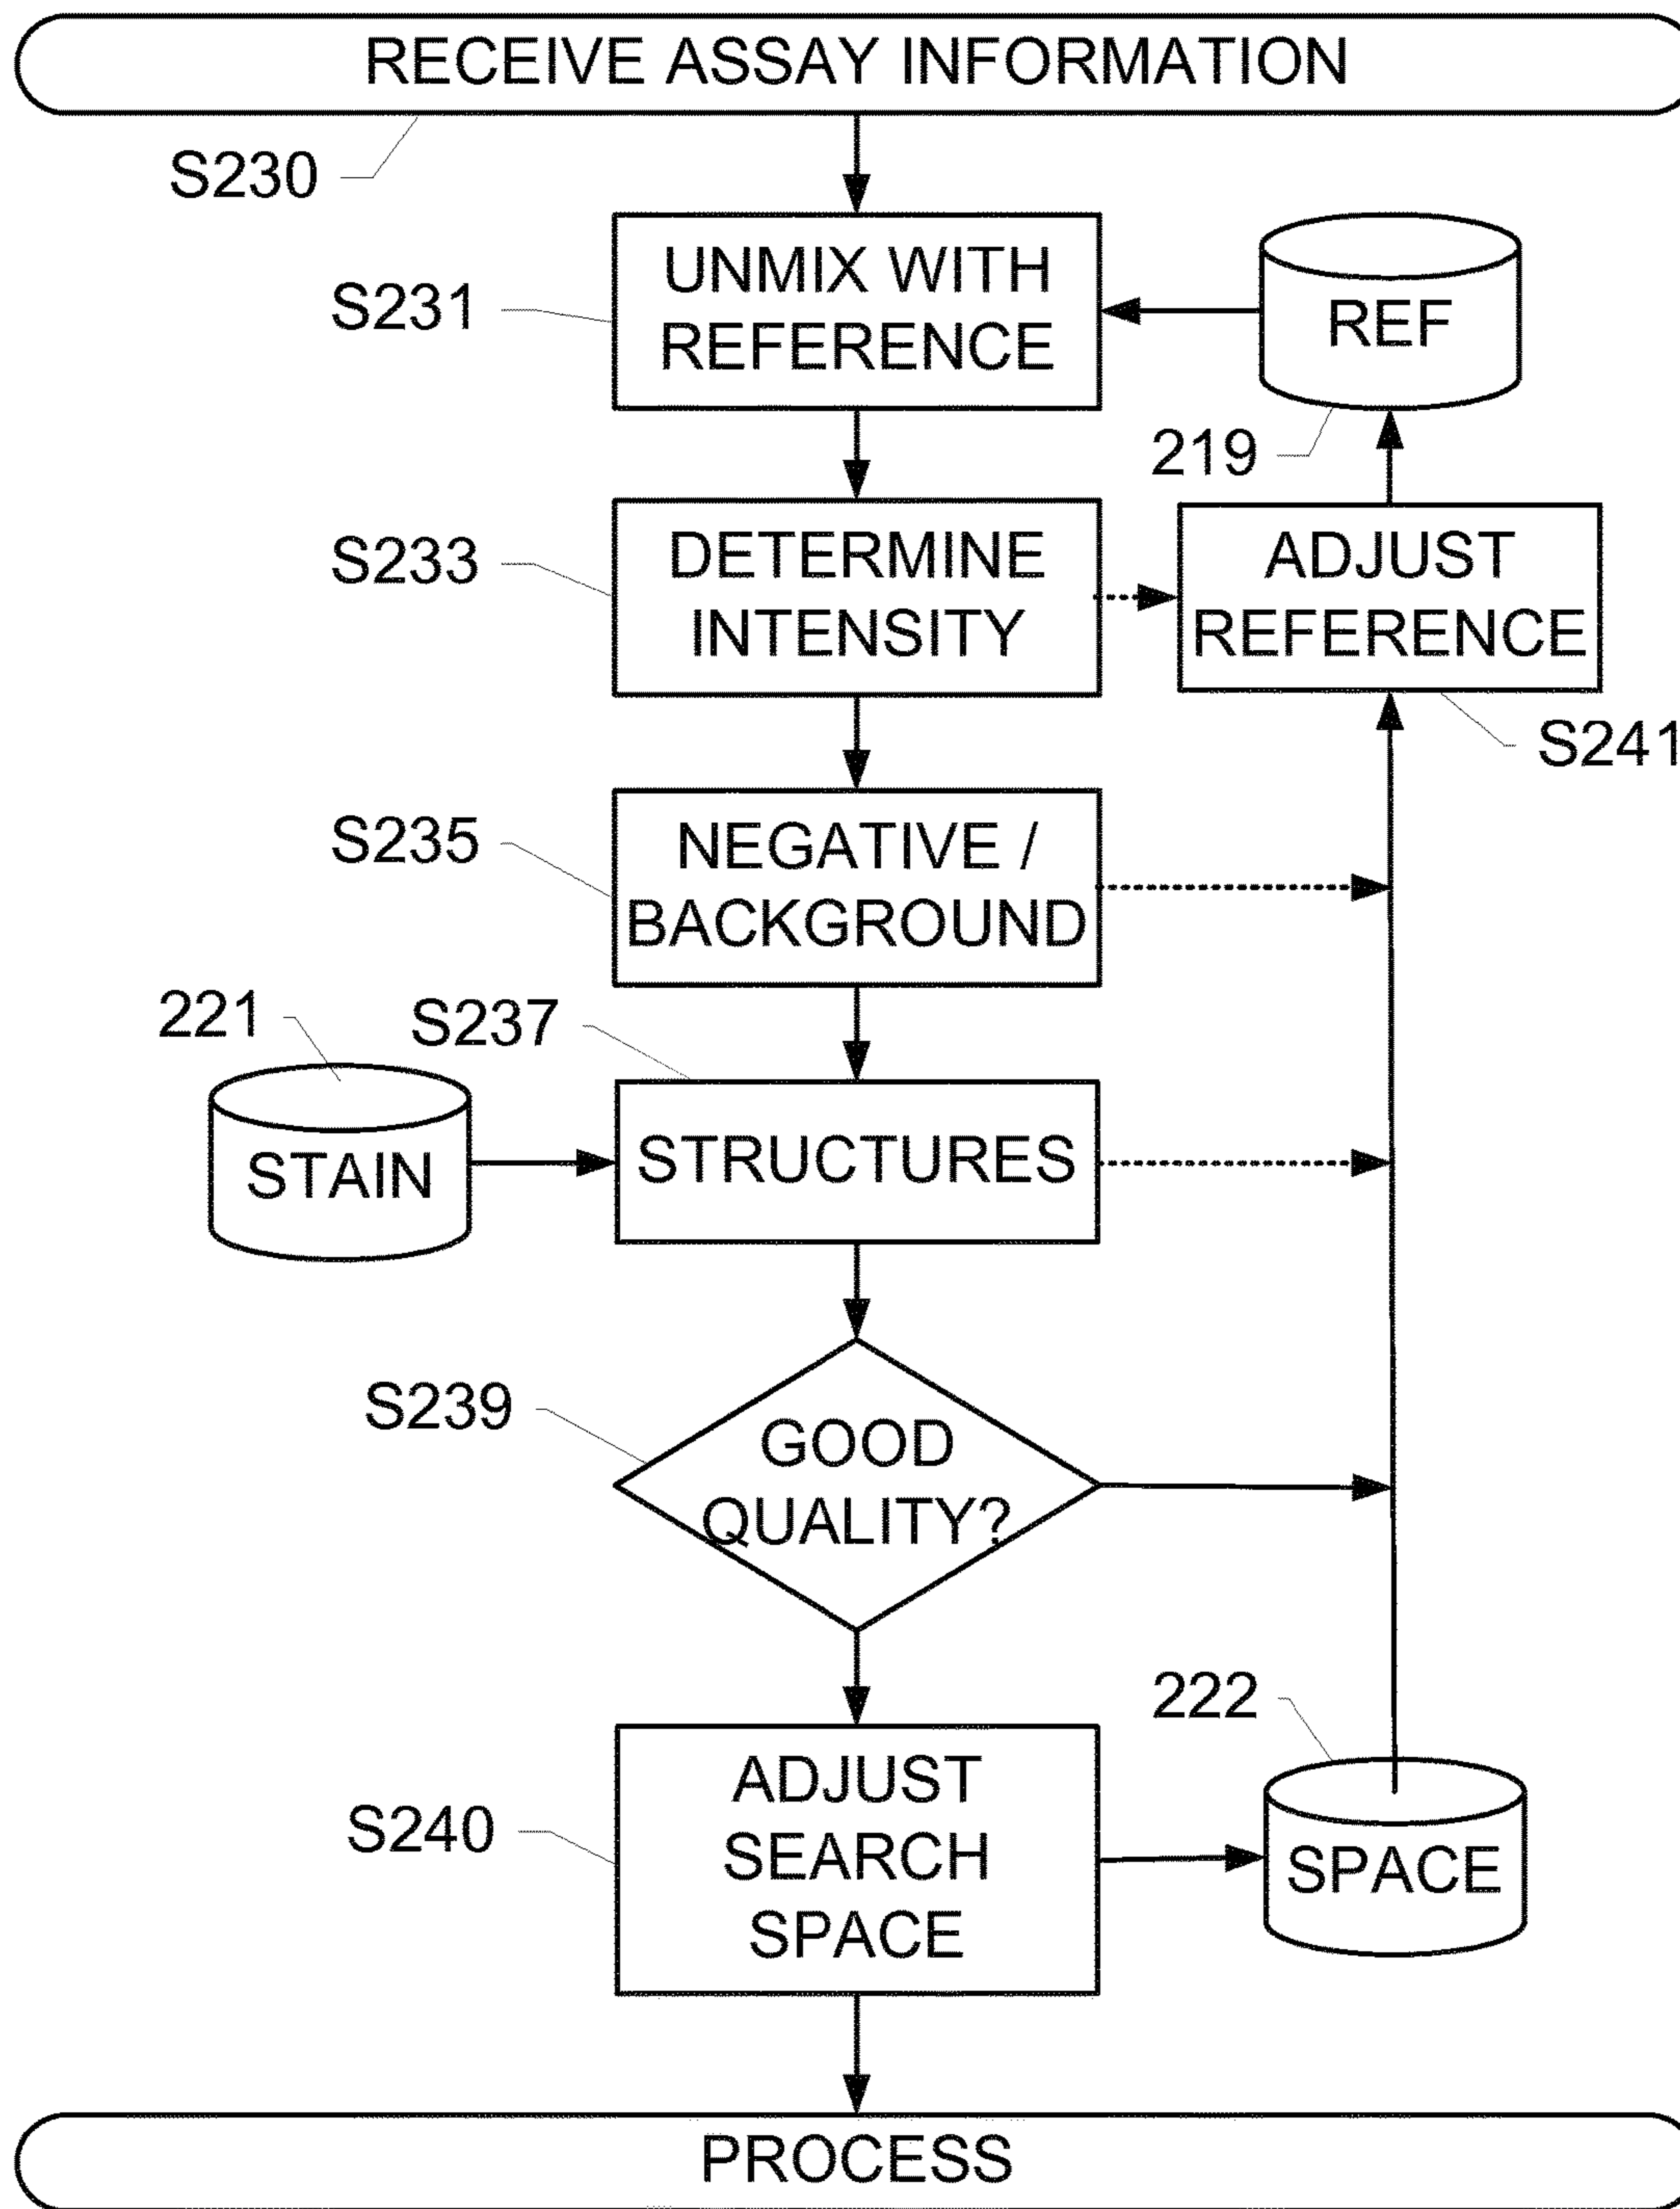 RECEIVE ASSAY INFORMATION
S230
UNMIX WITH
REFERENCE
S231
REF
219
DETERMINE
INTENSITY
S233
ADJUST
REFERENCE
S241
NEGATIVE /
BACKGROUND
S235
221
S237
STAIN
STRUCTURES
S239
GOOD
QUALITY?
222
ADJUST
SEARCH
SPACE
S240
SPACE
PROCESS